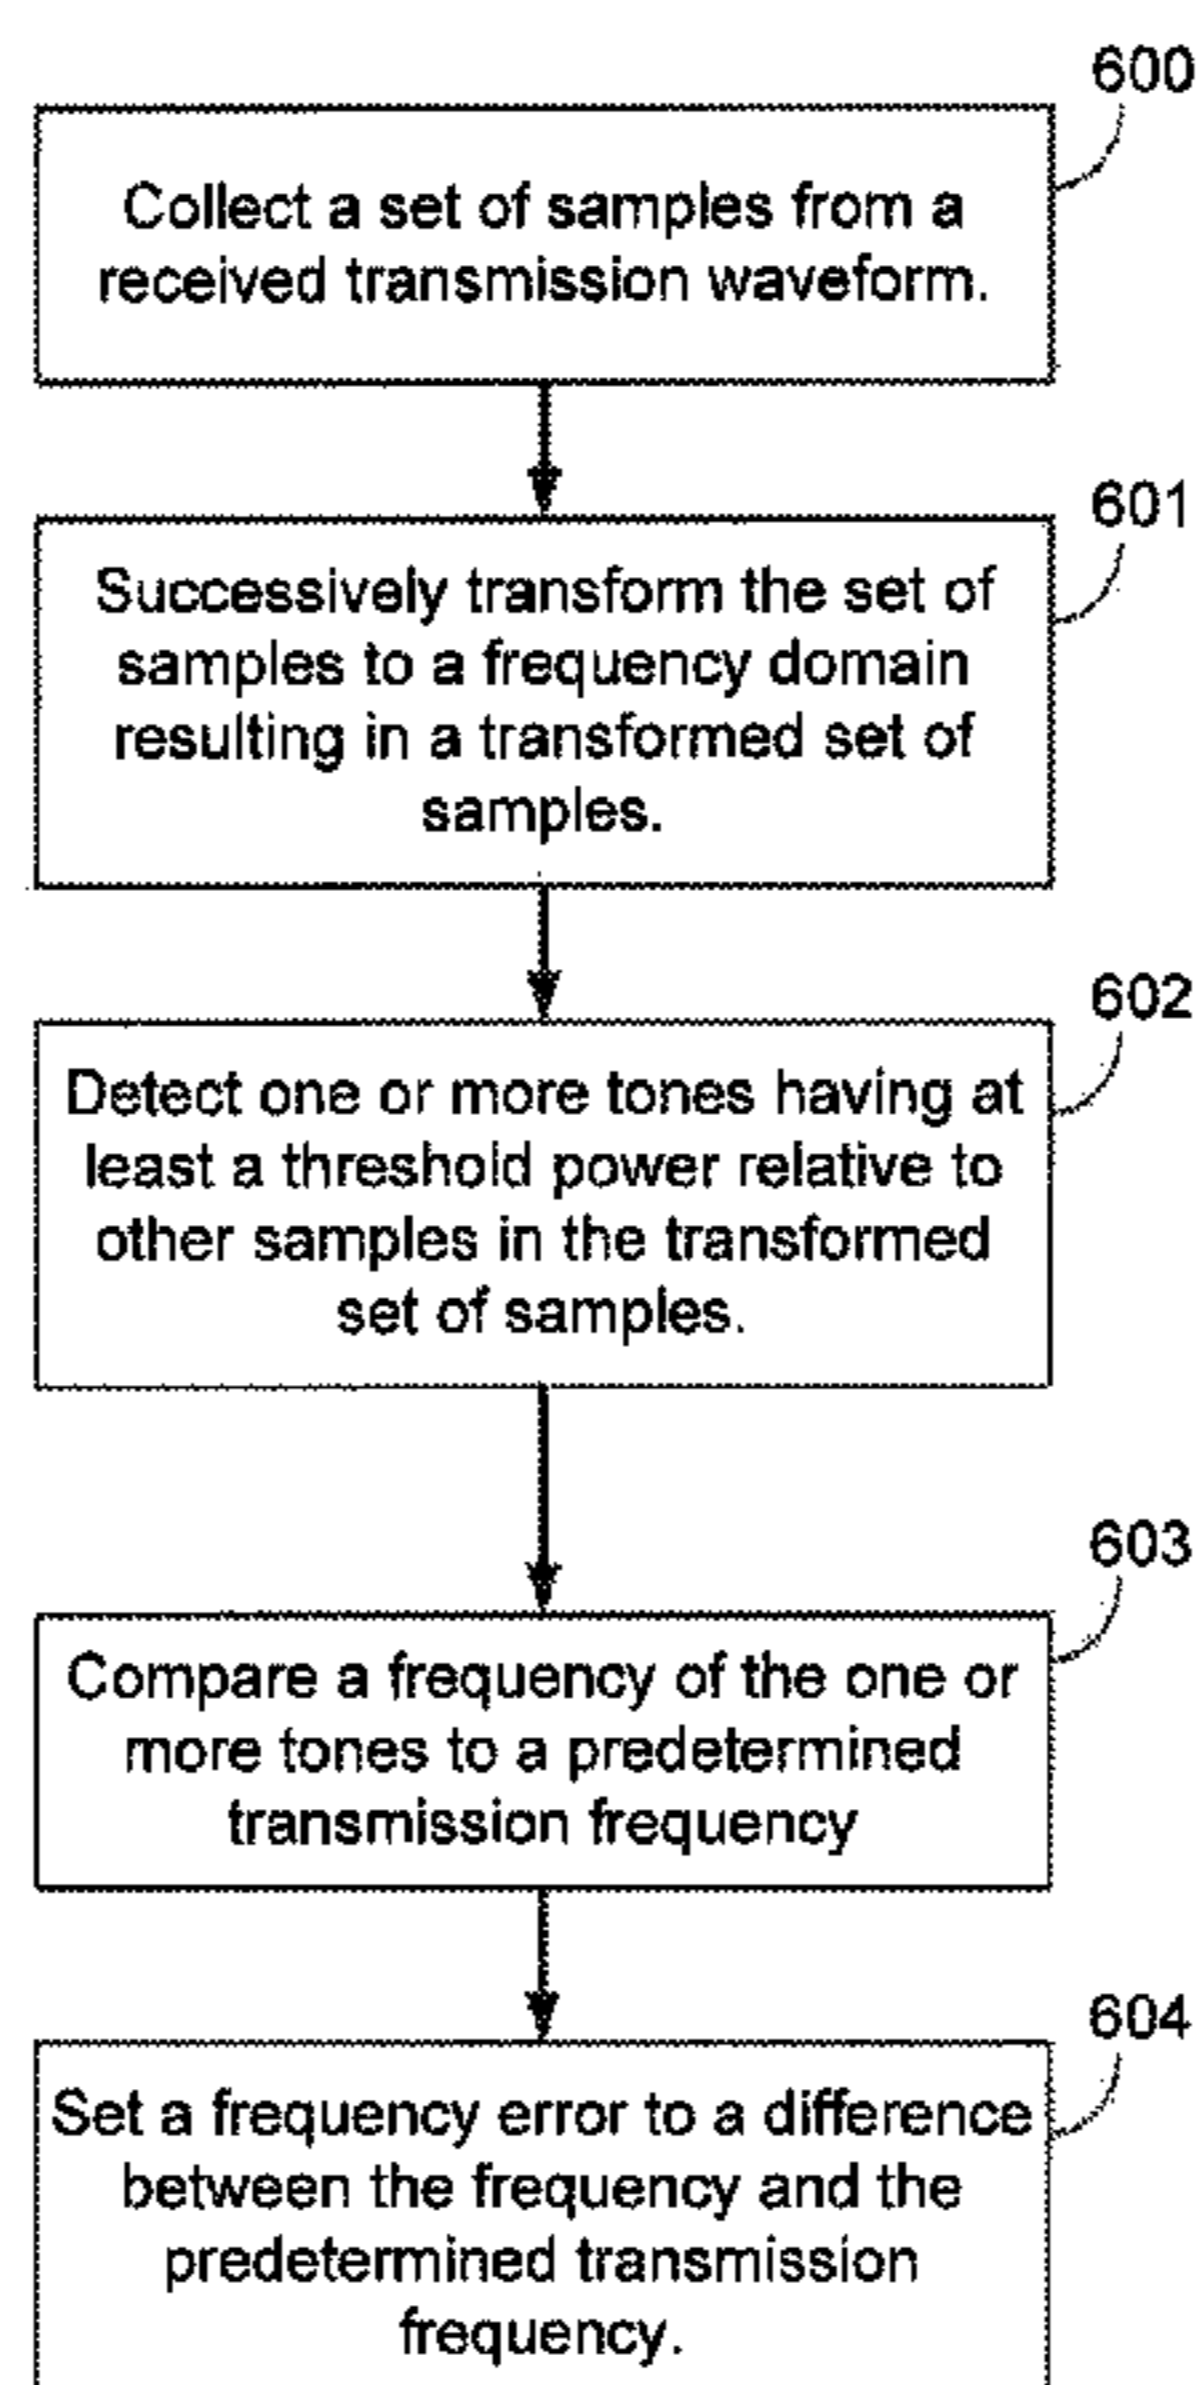 600
Collect a set of samples from a
received transmission waveform.
601
Successively transform the set of
samples to a frequency domain
resulting in a transformed set of
samples.
602
Detect one or more tones having at
least a threshold power relative to
other samples in the transformed
set of samples.
603
Compare a frequency of the one or
more tones to a predetermined
transmission frequency
604
Set a frequency error to a difference
between the frequency and the
predetermined transmission
frequency.